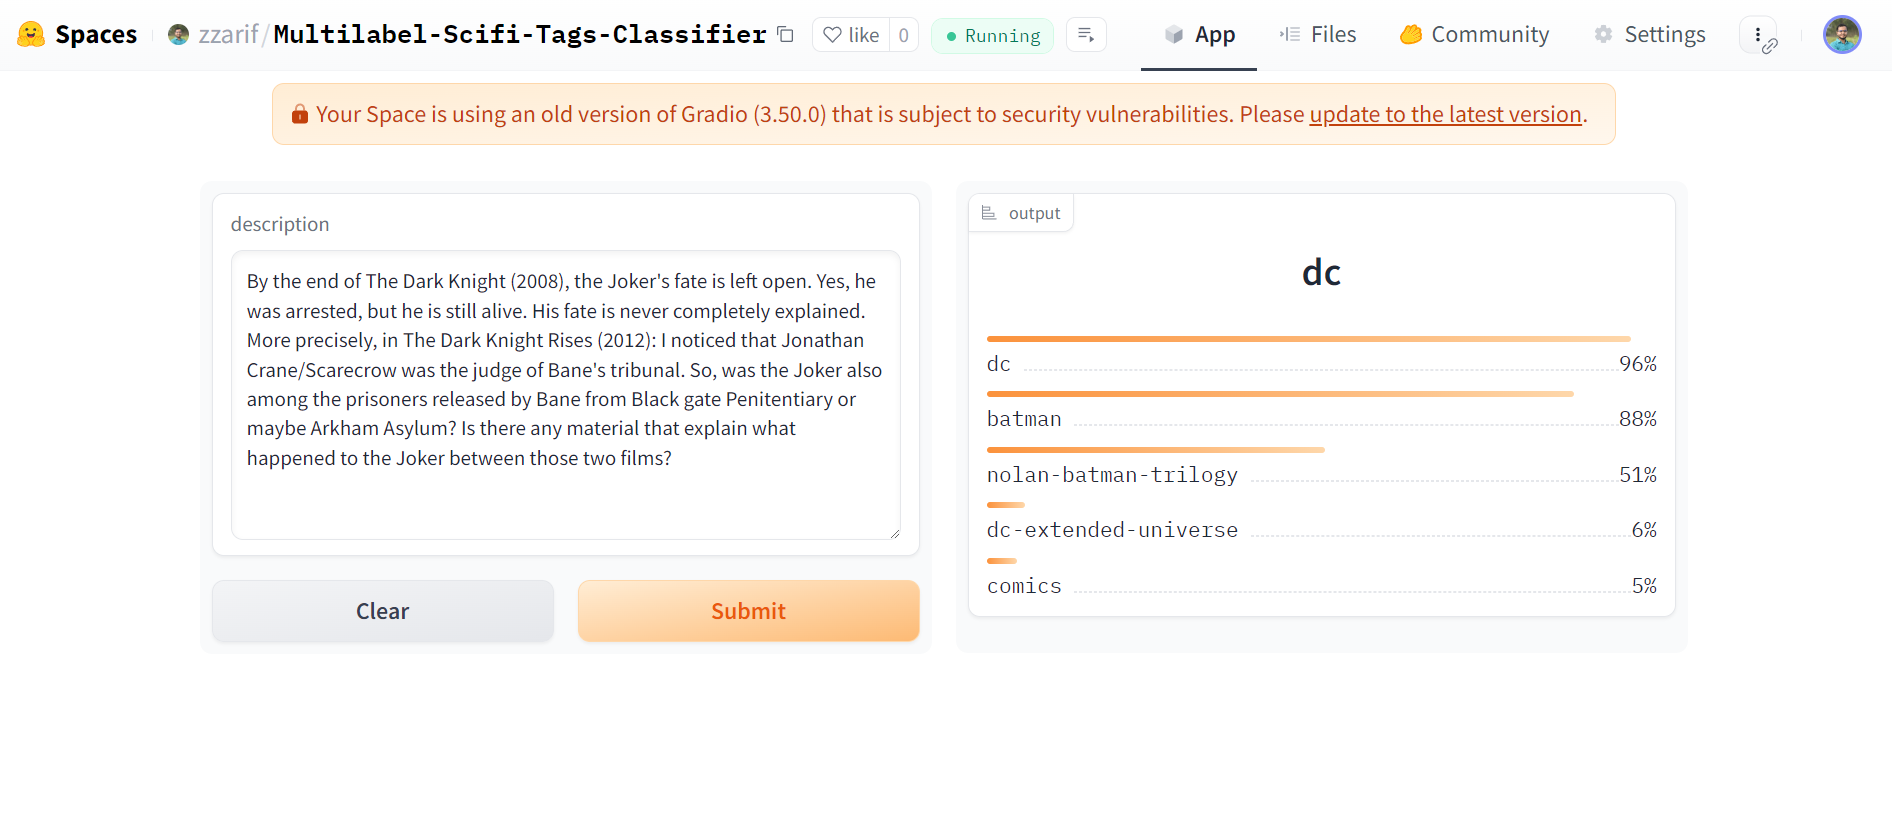 Spaces zzarif/Multilabel-Scifi-Tags-Classifier like 0 Running App Files Community Settings
Your Space is using an old version of Gradio (3.50.0) that is subject to security vulnerabilities. Please update to the latest version.
description
By the end of The Dark Knight (2008), the Joker's fate is left open. Yes, he
was arrested, but he is still alive. His fate is never completely explained.
More precisely, in The Dark Knight Rises (2012): I noticed that Jonathan
Crane/Scarecrow was the judge of Bane's tribunal. So, was the Joker also
among the prisoners released by Bane from Black gate Penitentiary or
maybe Arkham Asylum? Is there any material that explain what
happened to the Joker between those two films?
Clear
Submit
output
dc
dc 96%
batman 88%
nolan-batman-trilogy 51%
dc-extended-universe 6%
comics 5%